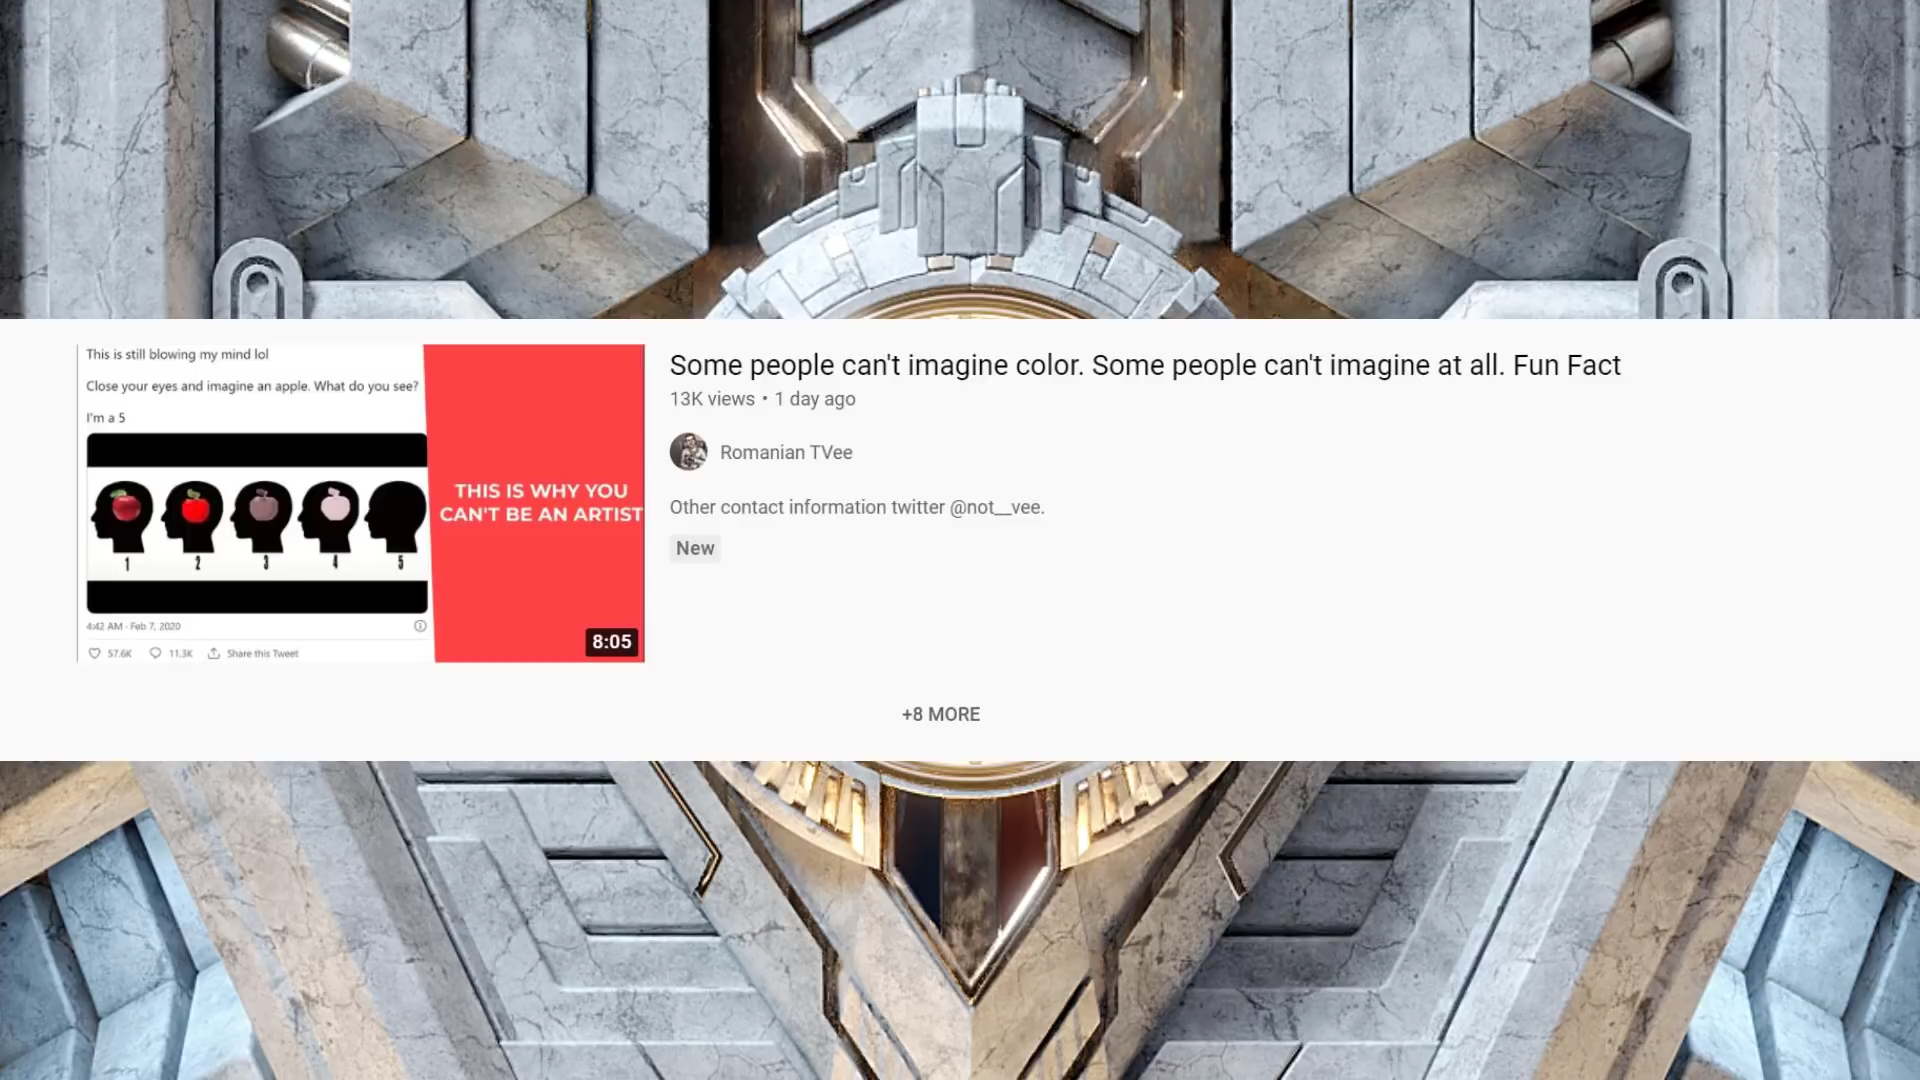 This is still blowing my mind lol
Close your eyes and imagine an apple. What do you see?
I'm a 5
1 2 3 4 5
4:42 AM · Feb 7, 2020
57.6K 11.3K Share this Tweet
THIS IS WHY YOU
CAN'T BE AN ARTIST
8:05
Some people can't imagine color. Some people can't imagine at all. Fun Fact
13K views • 1 day ago
Romanian TVee
Other contact information twitter @not__vee.
New
+8 MORE